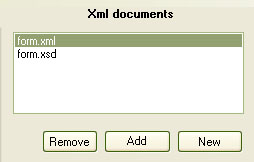 Xml documents
form.xml
form.xsd
Remove Add New